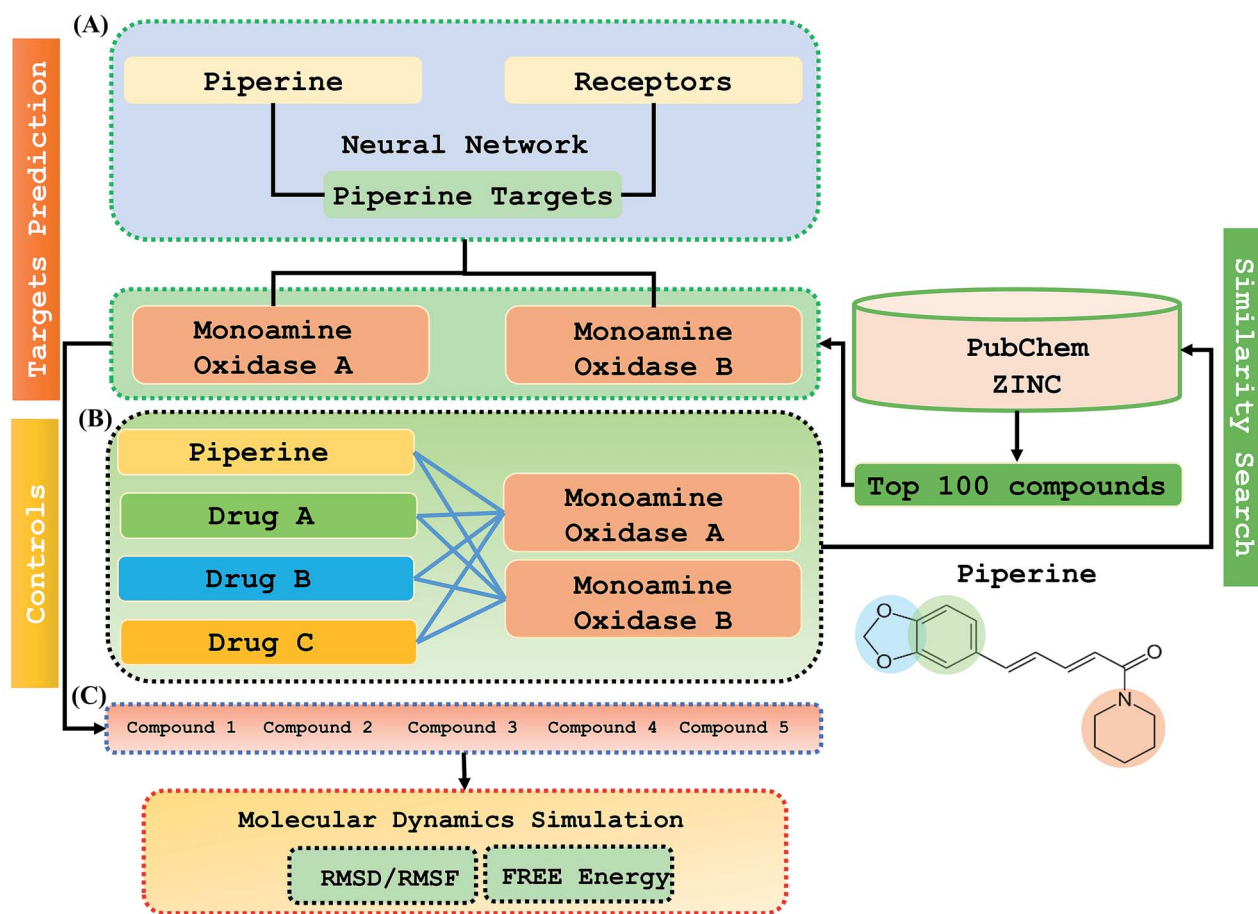 (A)
Targets Prediction
Piperine
Receptors
Neural Network
Piperine Targets
Monoamine
Oxidase A
Monoamine
Oxidase B
PubChem
ZINC
Top 100 compounds
Similarity Search
(B)
Controls
Piperine
Drug A
Drug B
Drug C
Monoamine
Oxidase A
Monoamine
Oxidase B
Piperine
O
O
O
N
(C)
Compound 1
Compound 2
Compound 3
Compound 4
Compound 5
Molecular Dynamics Simulation
RMSD/RMSF
FREE Energy